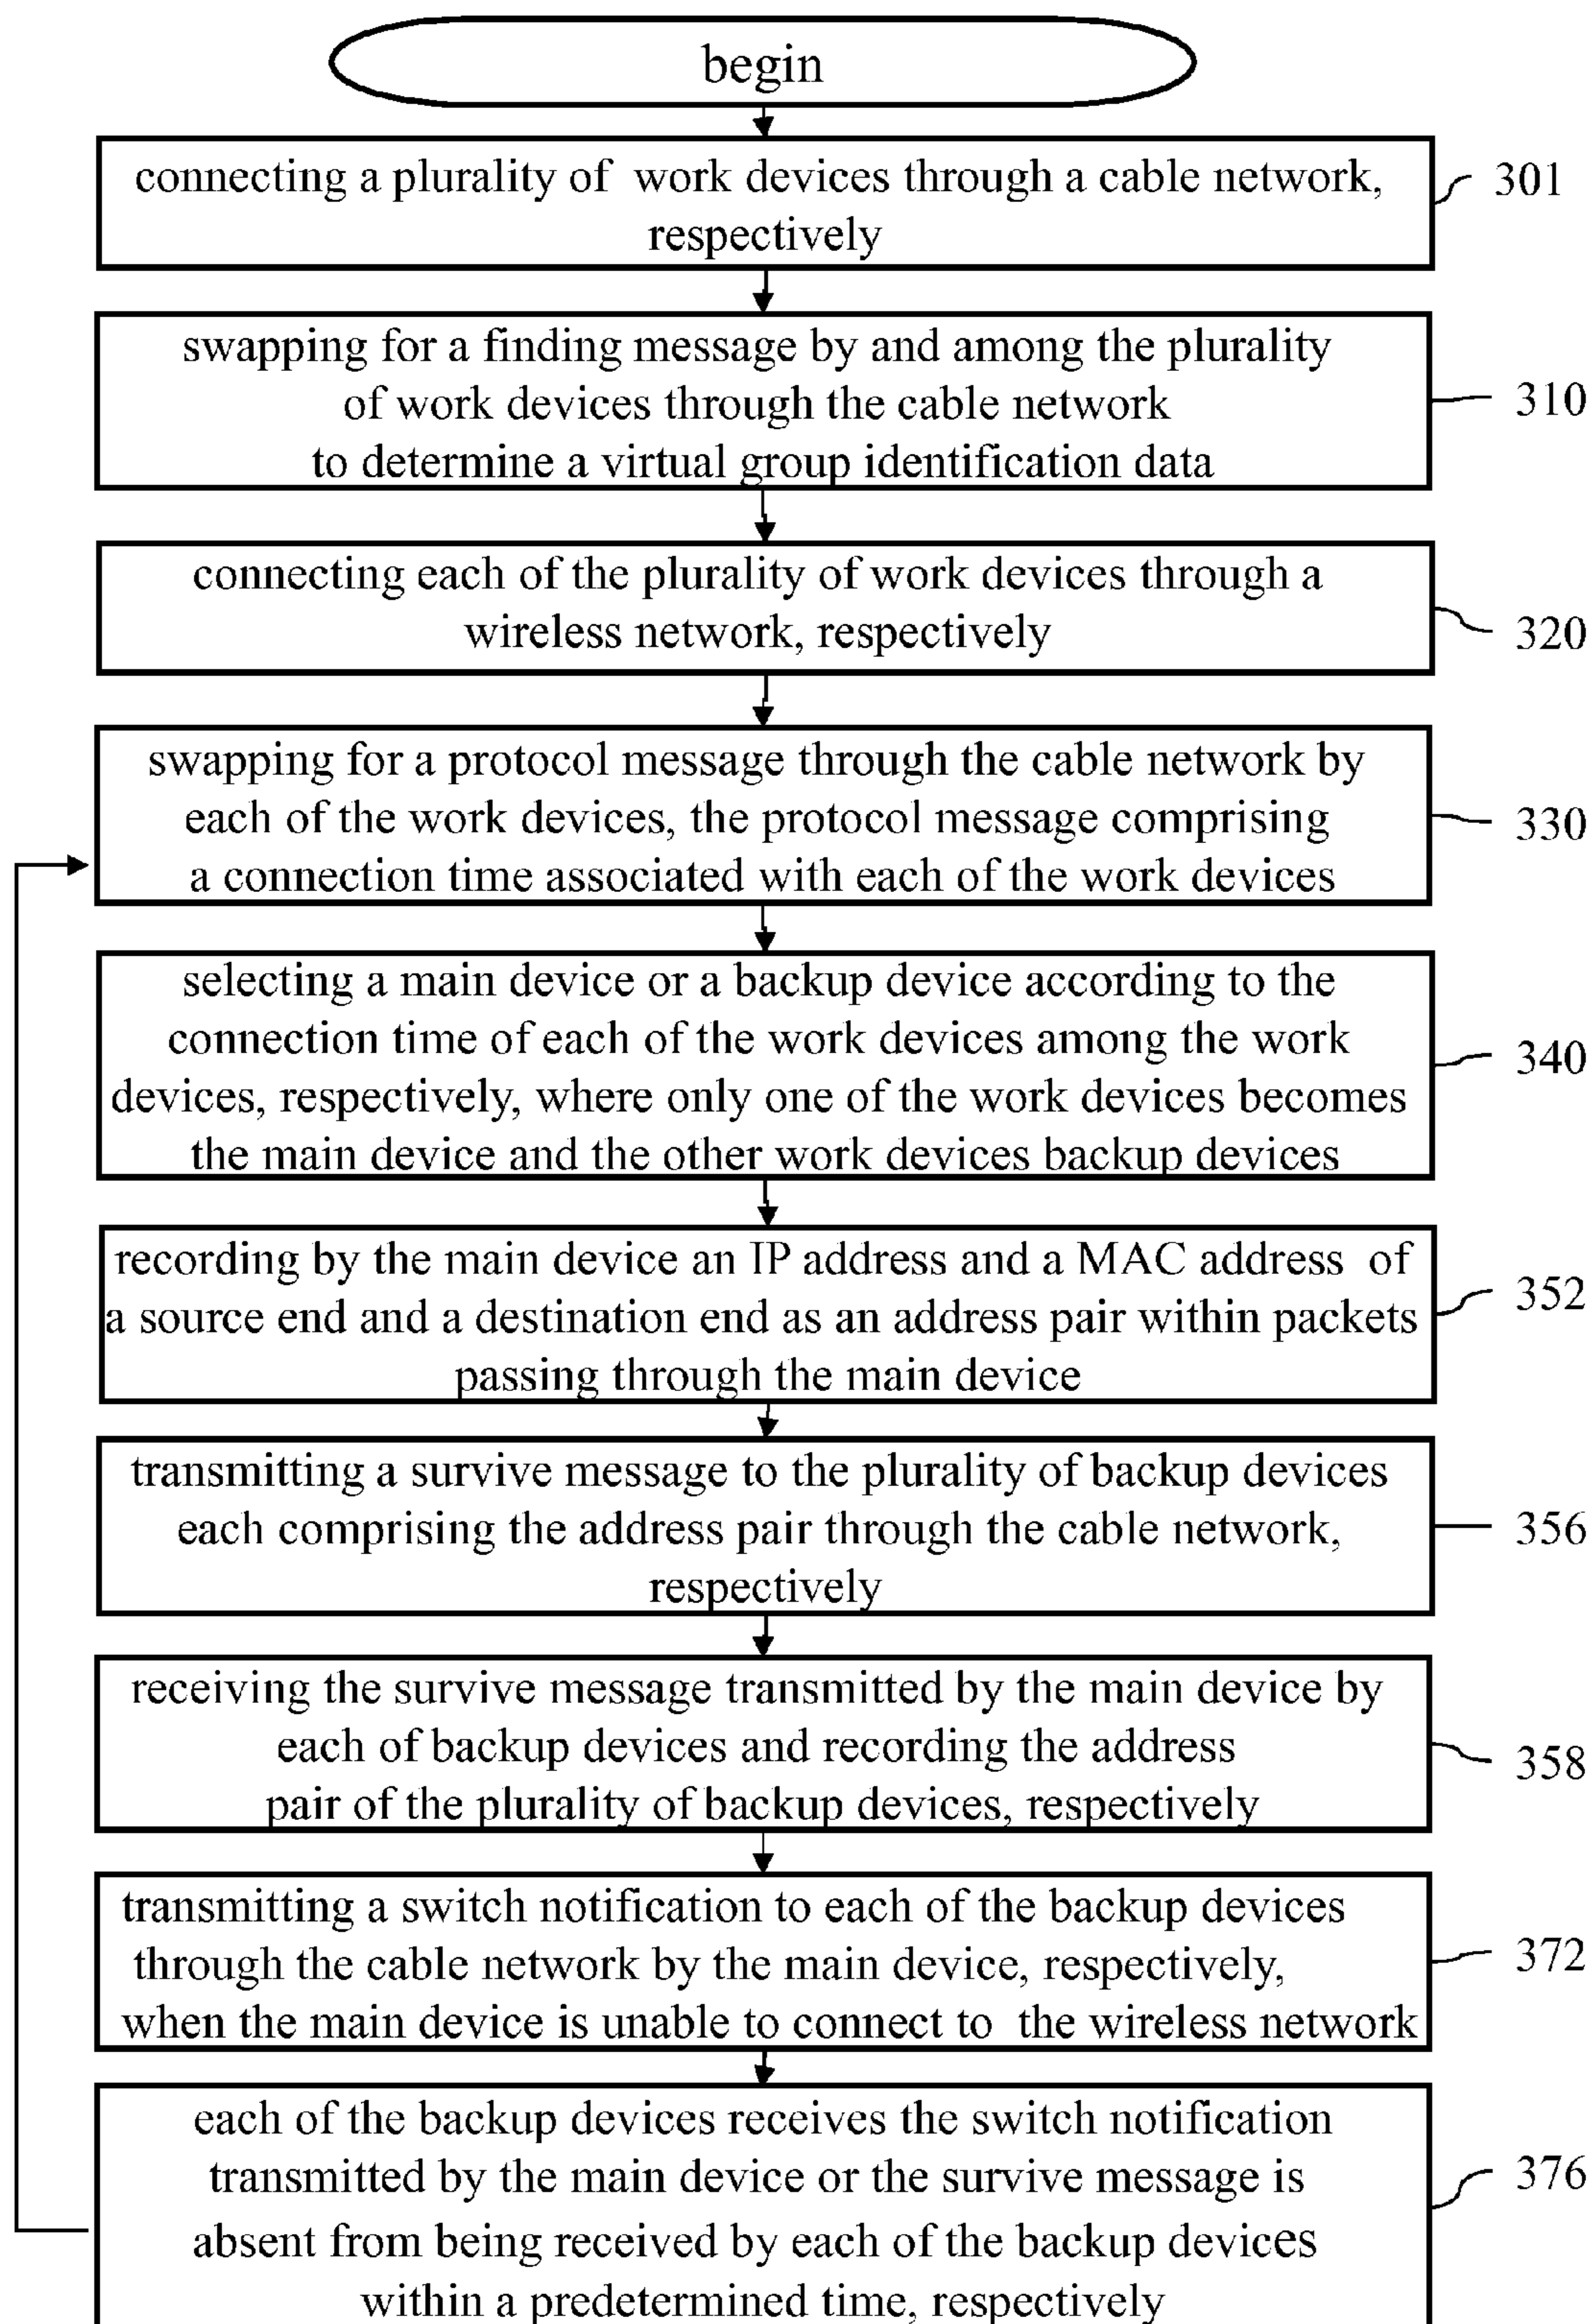 begin
connecting a plurality of work devices through a cable network,
respectively
301
swapping for a finding message by and among the plurality
of work devices through the cable network
to determine a virtual group identification data
310
connecting each of the plurality of work devices through a
wireless network, respectively
320
swapping for a protocol message through the cable network by
each of the work devices, the protocol message comprising
a connection time associated with each of the work devices
330
selecting a main device or a backup device according to the
connection time of each of the work devices among the work
devices, respectively, where only one of the work devices becomes
the main device and the other work devices backup devices
340
recording by the main device an IP address and a MAC address of
a source end and a destination end as an address pair within packets
passing through the main device
352
transmitting a survive message to the plurality of backup devices
each comprising the address pair through the cable network,
respectively
356
receiving the survive message transmitted by the main device by
each of backup devices and recording the address
pair of the plurality of backup devices, respectively
358
transmitting a switch notification to each of the backup devices
through the cable network by the main device, respectively,
when the main device is unable to connect to the wireless network
372
each of the backup devices receives the switch notification
transmitted by the main device or the survive message is
absent from being received by each of the backup devices
within a predetermined time, respectively
376